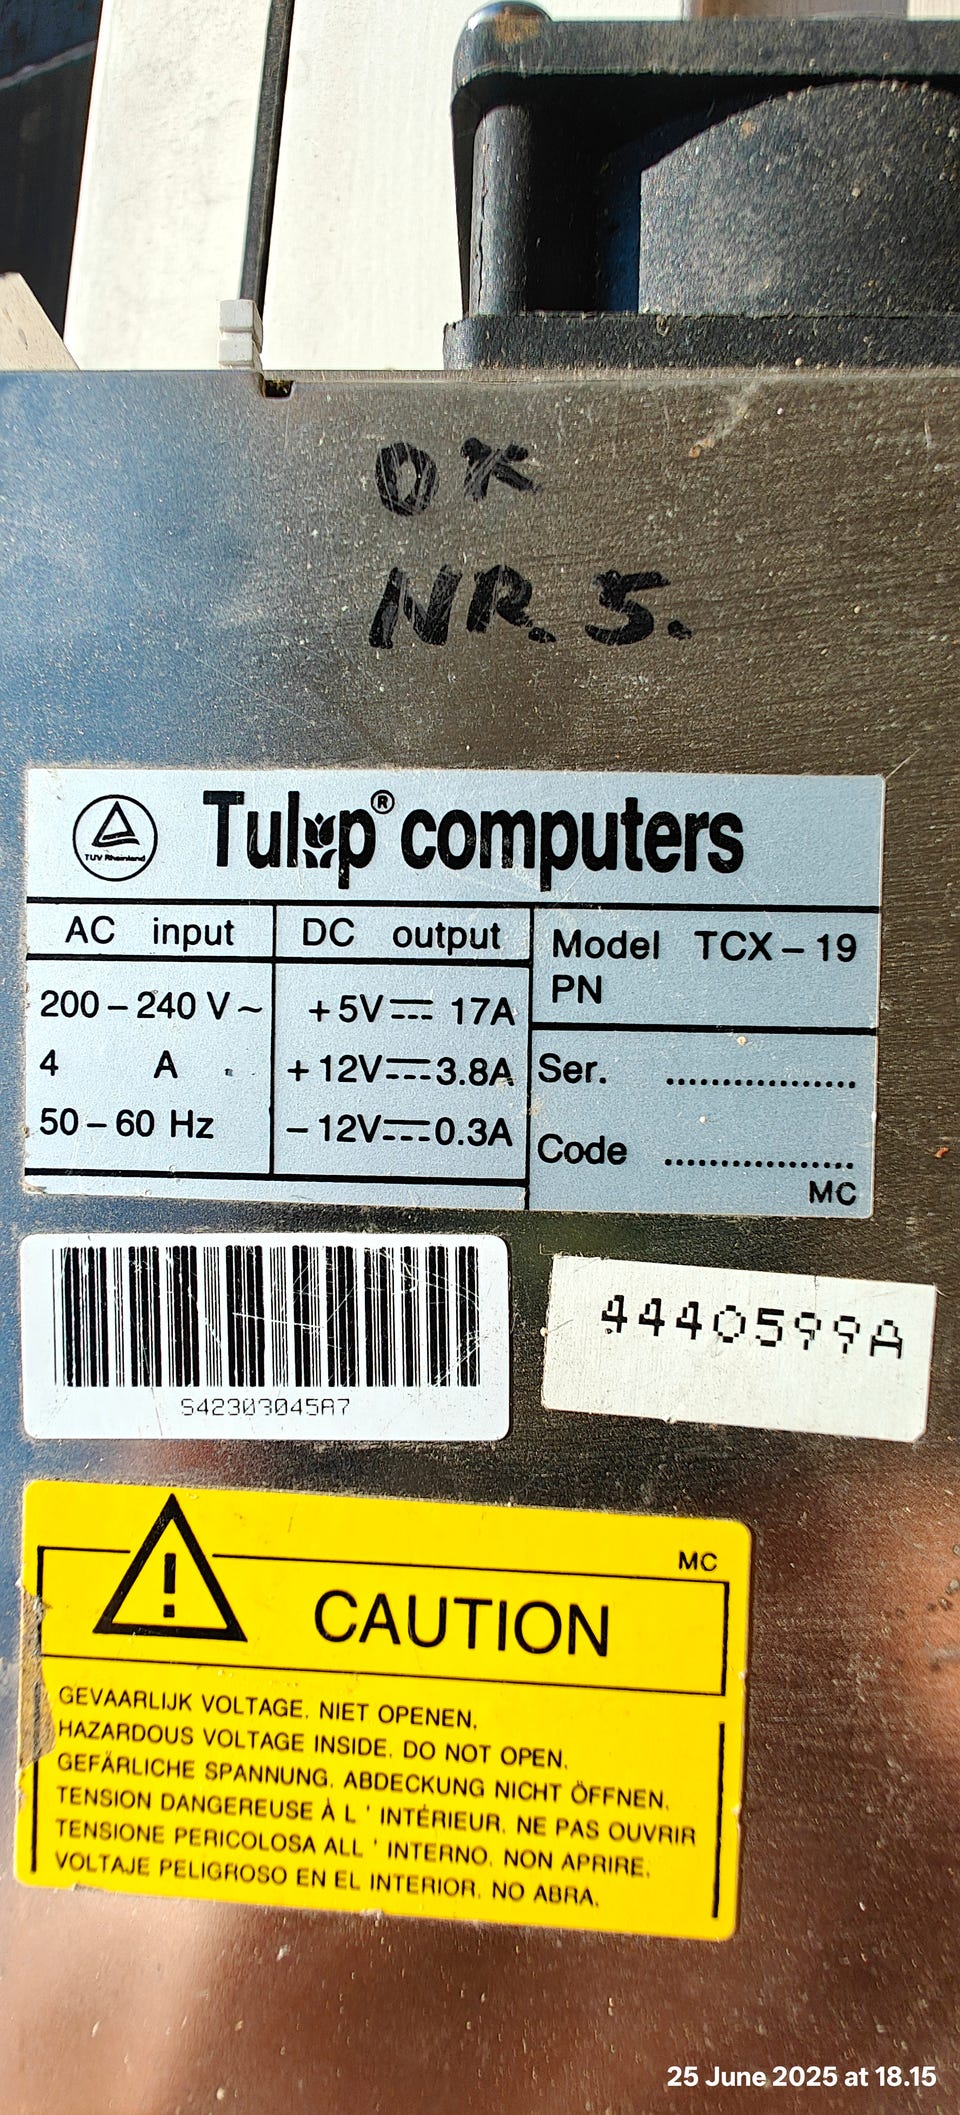 OK
NR. 5.
TUV Rheinland
Tulip® computers
AC input
200–240 V~
4 A
50–60 Hz
DC output
+5V⎓ 17A
+12V⎓3.8A
–12V⎓0.3A
Model TCX–19
PN
Ser. .................
Code .................
MC
S42303045A7
4440599A
MC
CAUTION
GEVAARLIJK VOLTAGE. NIET OPENEN.
HAZARDOUS VOLTAGE INSIDE. DO NOT OPEN.
GEFÄRLICHE SPANNUNG. ABDECKUNG NICHT ÖFFNEN.
TENSION DANGEREUSE À L ' INTÉRIEUR. NE PAS OUVRIR
TENSIONE PERICOLOSA ALL ' INTERNO. NON APRIRE.
VOLTAJE PELIGROSO EN EL INTERIOR. NO ABRA.
25 June 2025 at 18.15